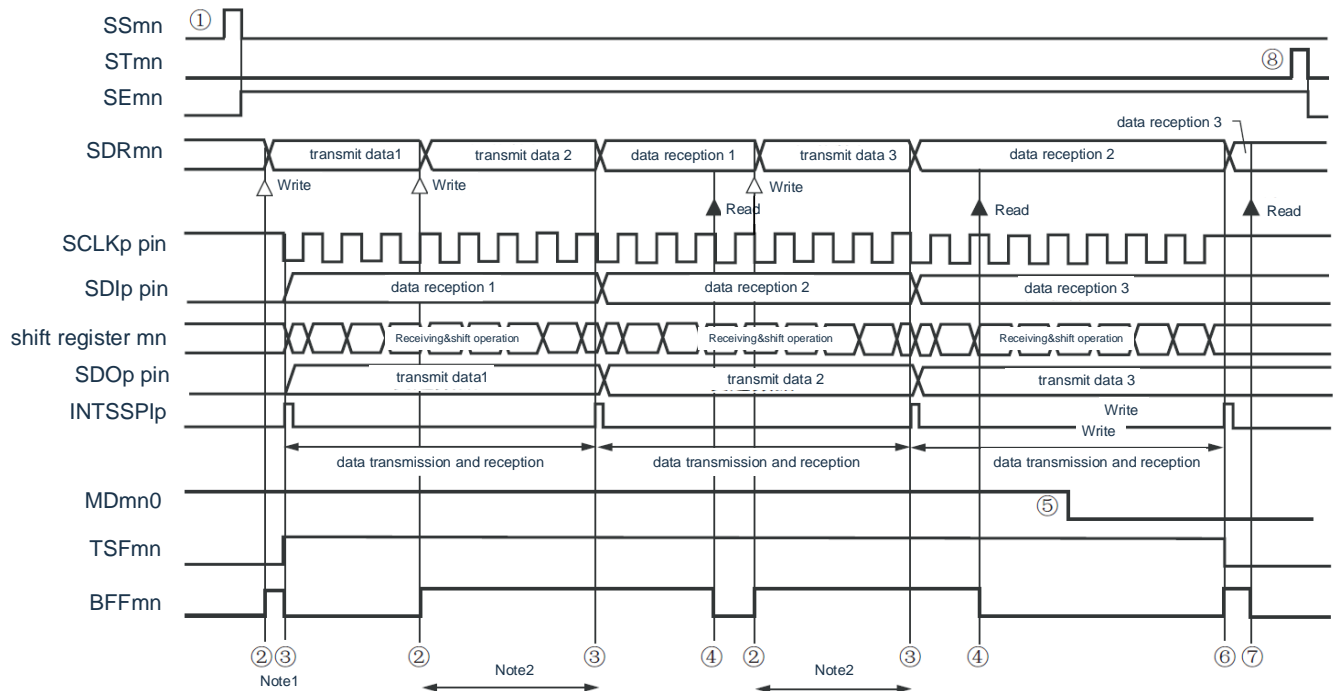 ① SSmn
⑧ STmn
SEmn
data reception 3
SDRmn transmit data1 transmit data 2 data reception 1 transmit data 3 data reception 2
Write Write Write
Read Read Read
SCLKp pin
SDIp pin data reception 1 data reception 2 data reception 3
shift register mn Receiving&shift operation Receiving&shift operation Receiving&shift operation
SDOp pin transmit data1 transmit data 2 transmit data 3
INTSSPIp Write
Write
data transmission and reception data transmission and reception data transmission and reception
MDmn0 ⑤
TSFmn
BFFmn
② ③ ② ③ ④ ② ③ ④ ⑥ ⑦
Note1 Note2 Note2